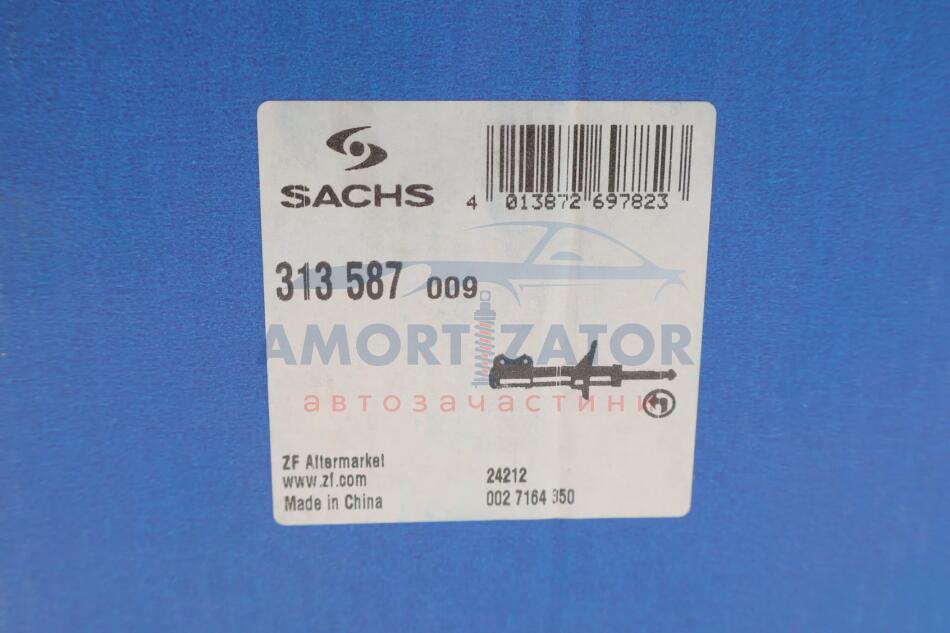 SACHS
4 013872 697823
313 587 009
AMORTIZATOR
автозачастини
ZF Aftermarket
www.zf.com
Made in China
24212
002 7164 350